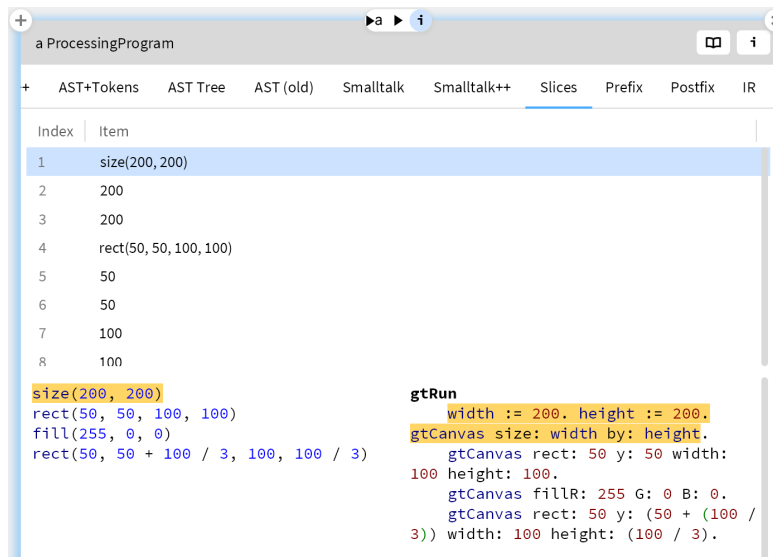 a i
a ProcessingProgram i
+ AST+Tokens AST Tree AST (old) Smalltalk Smalltalk++ Slices Prefix Postfix IR
Index Item
1 size(200, 200)
2 200
3 200
4 rect(50, 50, 100, 100)
5 50
6 50
7 100
8 100
size(200, 200)
rect(50, 50, 100, 100)
fill(255, 0, 0)
rect(50, 50 + 100 / 3, 100, 100 / 3)
gtRun
width := 200. height := 200.
gtCanvas size: width by: height.
gtCanvas rect: 50 y: 50 width:
100 height: 100.
gtCanvas fillR: 255 G: 0 B: 0.
gtCanvas rect: 50 y: (50 + (100 /
3)) width: 100 height: (100 / 3).